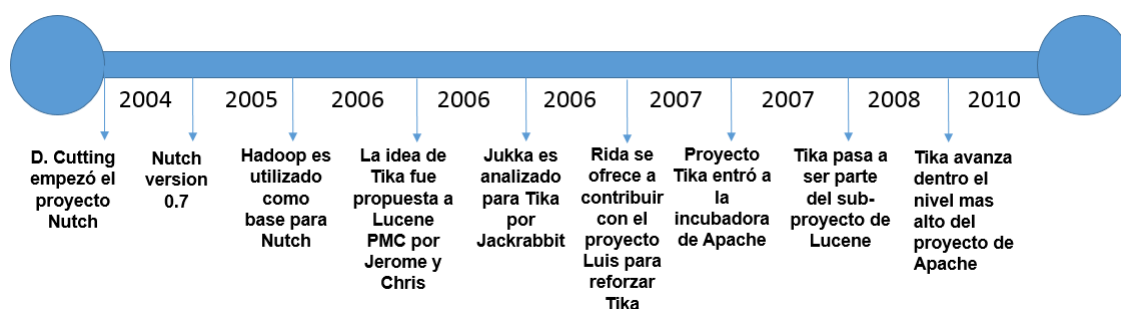 2004
2005
2006
2006
2006
2007
2007
2008
2010
D. Cutting
empezó el
proyecto
Nutch
Nutch
version
0.7
Hadoop es
utilizado
como
base para
Nutch
La idea de
Tika fue
propuesta a
Lucene
PMC por
Jerome y
Chris
Jukka es
analizado
para Tika
por
Jackrabbit
Rida se
ofrece a
contribuir
con el
proyecto
Luis para
reforzar
Tika
Proyecto
Tika entró a
la
incubadora
de Apache
Tika pasa a
ser parte
del sub-
proyecto de
Lucene
Tika avanza
dentro el
nivel mas
alto del
proyecto de
Apache